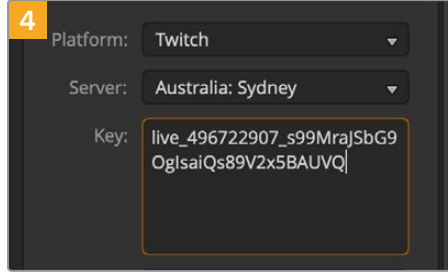 4
Platform: Twitch
Server: Australia: Sydney
Key: live_496722907_s99MraJSbG9
OgIsaiQs89V2x5BAUVQ